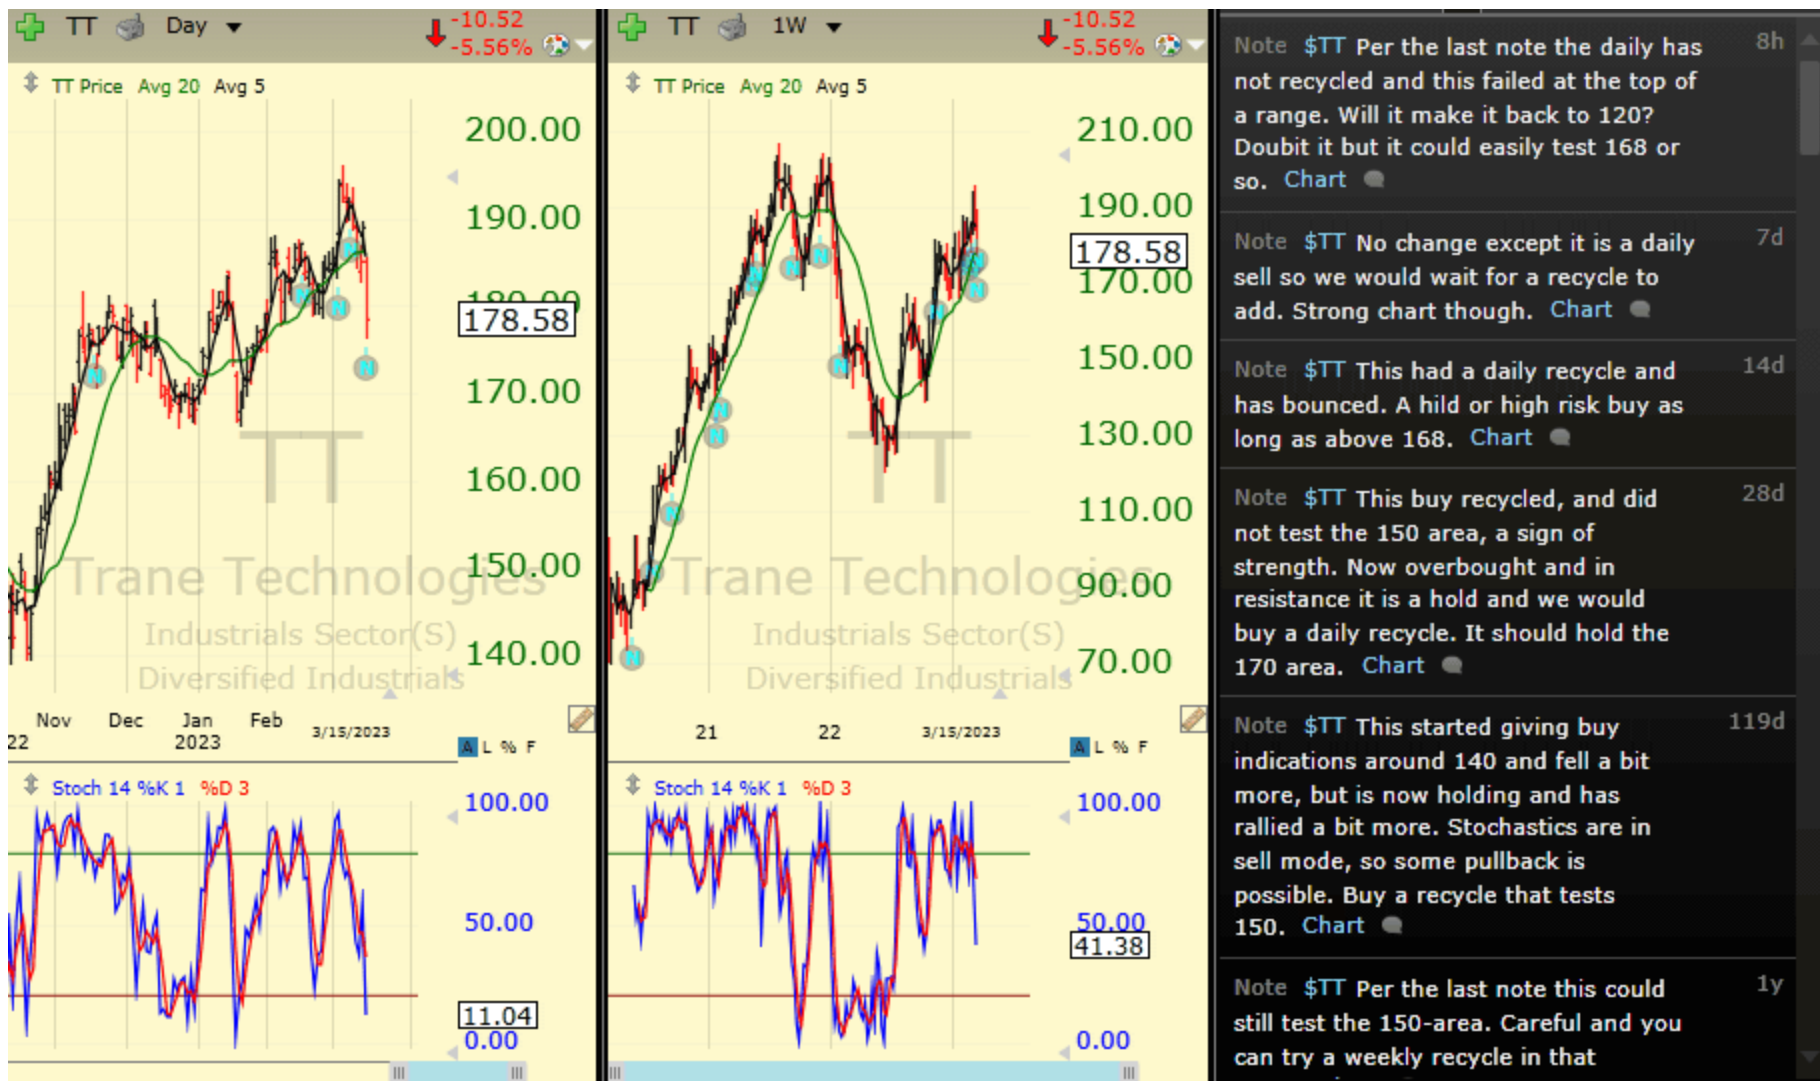 TT Day -10.52
-5.56%
TT Price Avg 20 Avg 5
200.00
190.00
180.00
178.58
170.00
160.00
150.00
140.00
TT
Trane Technologies
Industrials Sector(S)
Diversified Industrials
Nov Dec Jan Feb 3/15/2023
22 2023
A L % F
Stoch 14 %K 1 %D 3
100.00
50.00
11.04
0.00
TT 1W -10.52
-5.56%
TT Price Avg 20 Avg 5
210.00
190.00
178.58
170.00
150.00
130.00
110.00
90.00
70.00
TT
Trane Technologies
Industrials Sector(S)
Diversified Industrials
21 22 3/15/2023
A L % F
Stoch 14 %K 1 %D 3
100.00
50.00
41.38
0.00
Note $TT Per the last note the daily has 8h
not recycled and this failed at the top of
a range. Will it make it back to 120?
Doubit it but it could easily test 168 or
so. Chart
Note $TT No change except it is a daily 7d
sell so we would wait for a recycle to
add. Strong chart though. Chart
Note $TT This had a daily recycle and 14d
has bounced. A hild or high risk buy as
long as above 168. Chart
Note $TT This buy recycled, and did 28d
not test the 150 area, a sign of
strength. Now overbought and in
resistance it is a hold and we would
buy a daily recycle. It should hold the
170 area. Chart
Note $TT This started giving buy 119d
indications around 140 and fell a bit
more, but is now holding and has
rallied a bit more. Stochastics are in
sell mode, so some pullback is
possible. Buy a recycle that tests
150. Chart
Note $TT Per the last note this could 1y
still test the 150-area. Careful and you
can try a weekly recycle in that